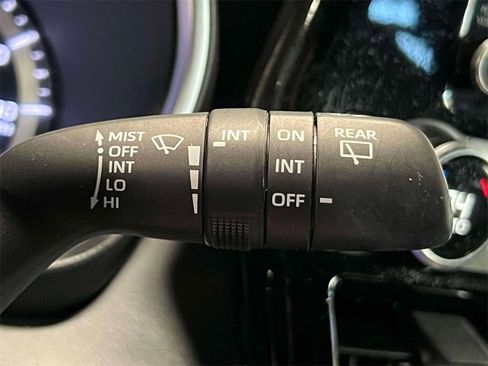 MIST
OFF
INT
LO
HI
INT
ON
INT
OFF
REAR